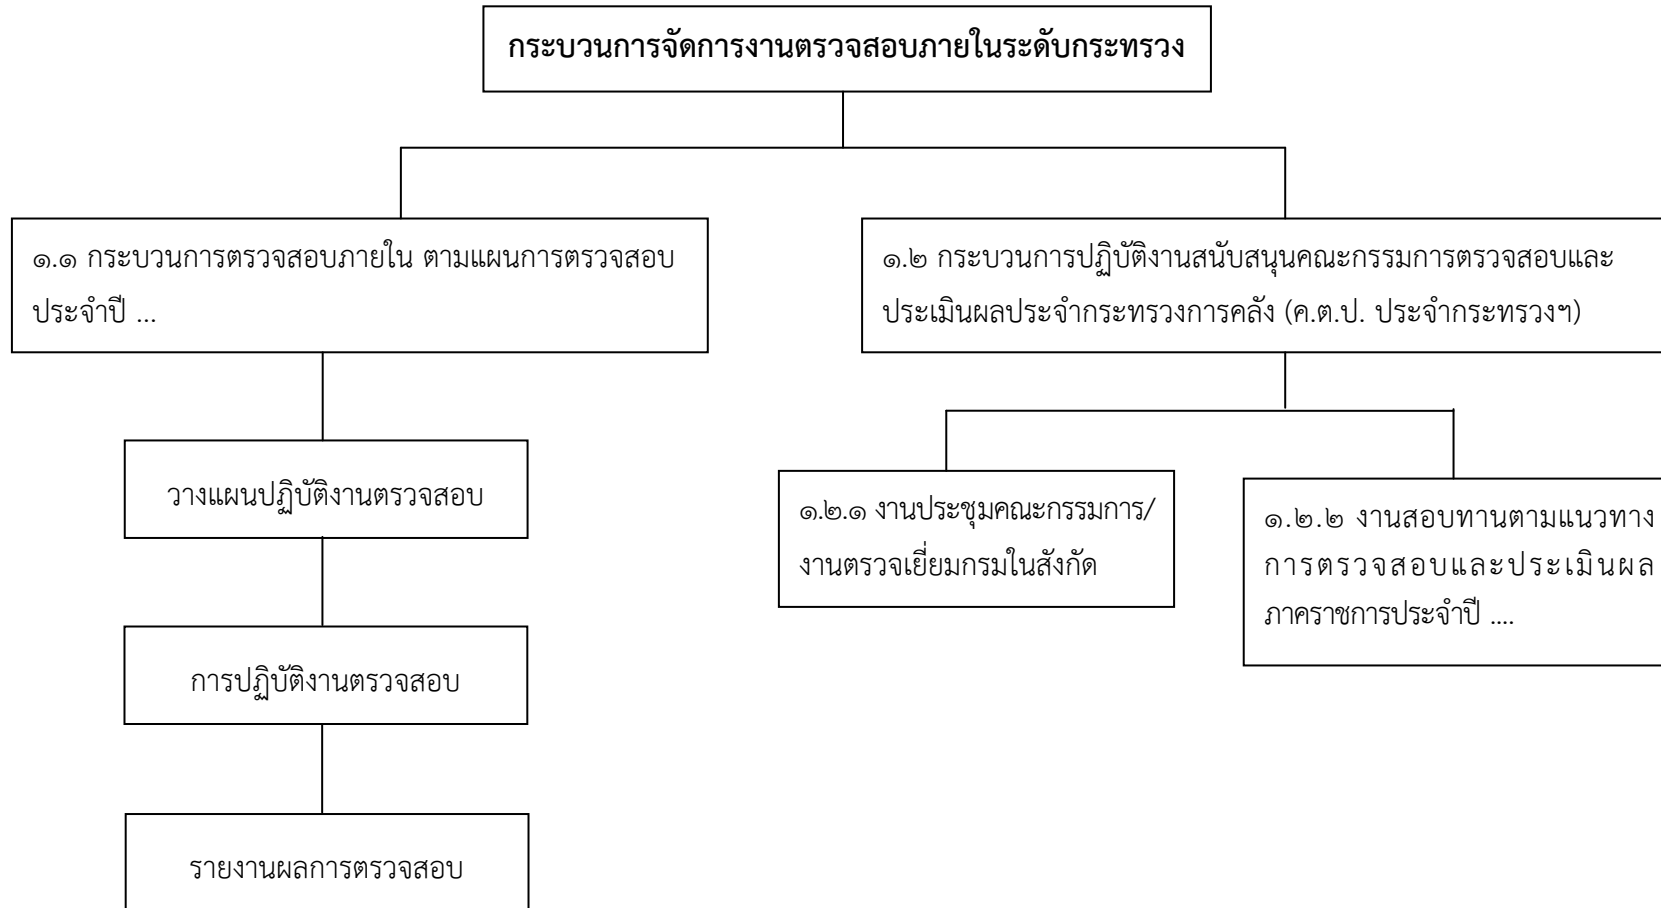 กระบวนการจัดการงานตรวจสอบภายในระดับกระทรวง
๑.๑ กระบวนการตรวจสอบภายใน ตามแผนการตรวจสอบ
ประจำปี ...
๑.๒ กระบวนการปฏิบัติงานสนับสนุนคณะกรรมการตรวจสอบและ
ประเมินผลประจำกระทรวงการคลัง (ค.ต.ป. ประจำกระทรวงฯ)
วางแผนปฏิบัติงานตรวจสอบ
การปฏิบัติงานตรวจสอบ
รายงานผลการตรวจสอบ
๑.๒.๑ งานประชุมคณะกรรมการ/
งานตรวจเยี่ยมกรมในสังกัด
๑.๒.๒ งานสอบทานตามแนวทาง
การตรวจสอบและประเมินผล
ภาคราชการประจำปี ....